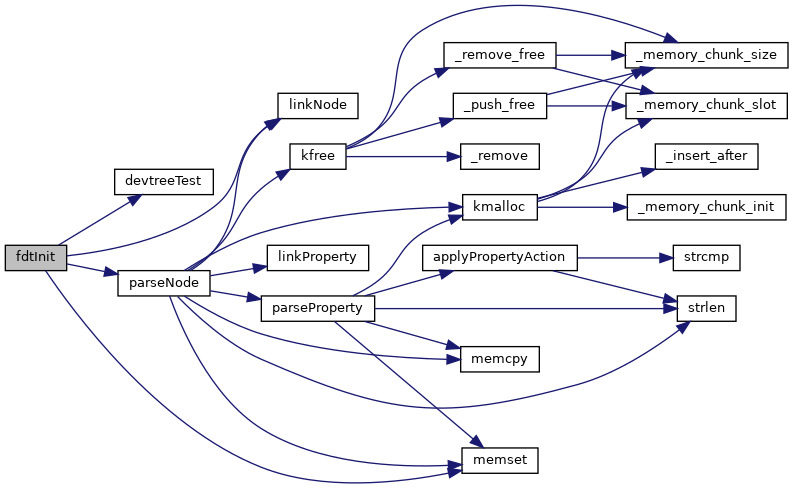 _remove_free
_memory_chunk_size
linkNode
_push_free
_memory_chunk_slot
kfree
_remove
_insert_after
devtreeTest
kmalloc
_memory_chunk_init
fdtInit
linkProperty
applyPropertyAction
strcmp
parseNode
parseProperty
strlen
memcpy
memset